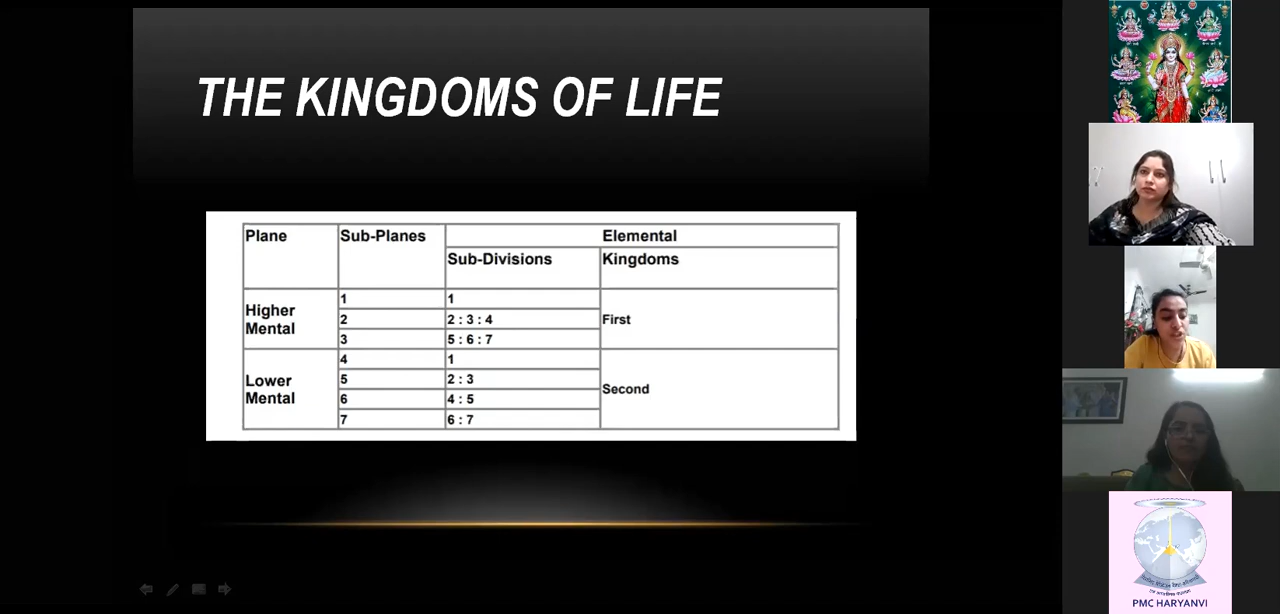 THE KINGDOMS OF LIFE
Plane Sub-Planes Elemental
Sub-Divisions Kingdoms
Higher Mental
1 1
2 2 : 3 : 4
3 5 : 6 : 7
First
Lower Mental
4 1
5 2 : 3
6 4 : 5
7 6 : 7
Second
PMC HARYANVI